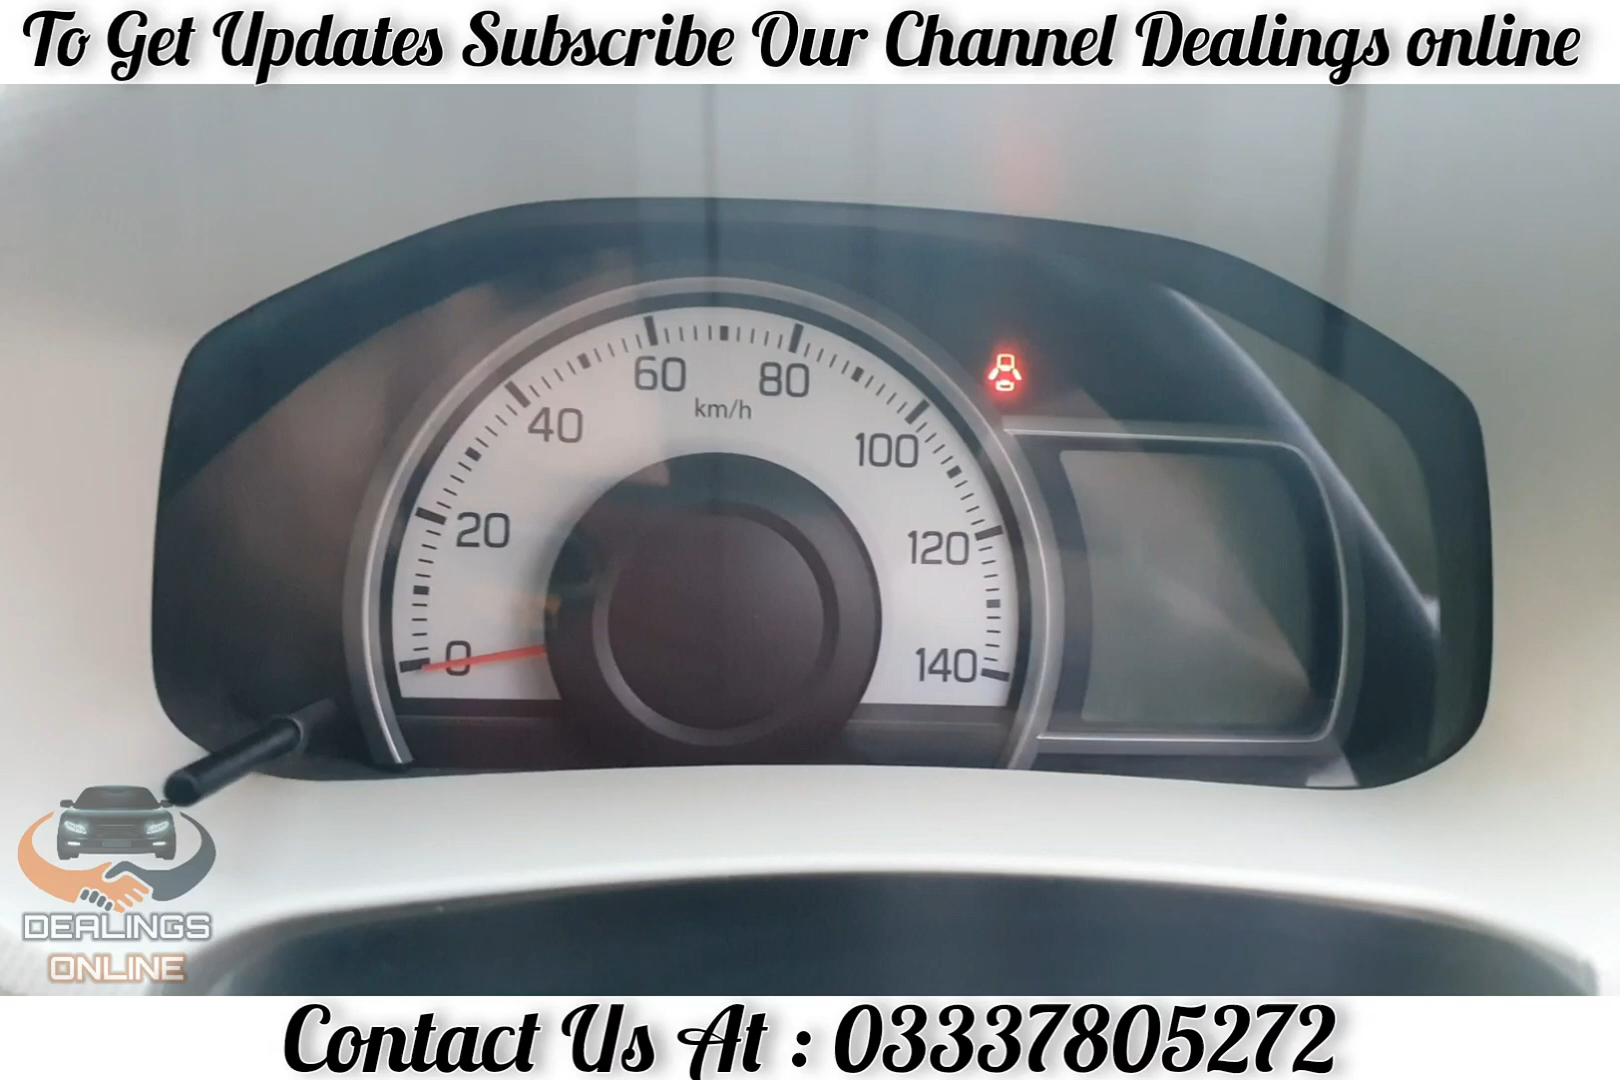 To Get Updates Subscribe Our Channel Dealings online
60
80
km/h
40
100
20
120
0
140
DEALINGS
ONLINE
Contact Us At : 03337805272